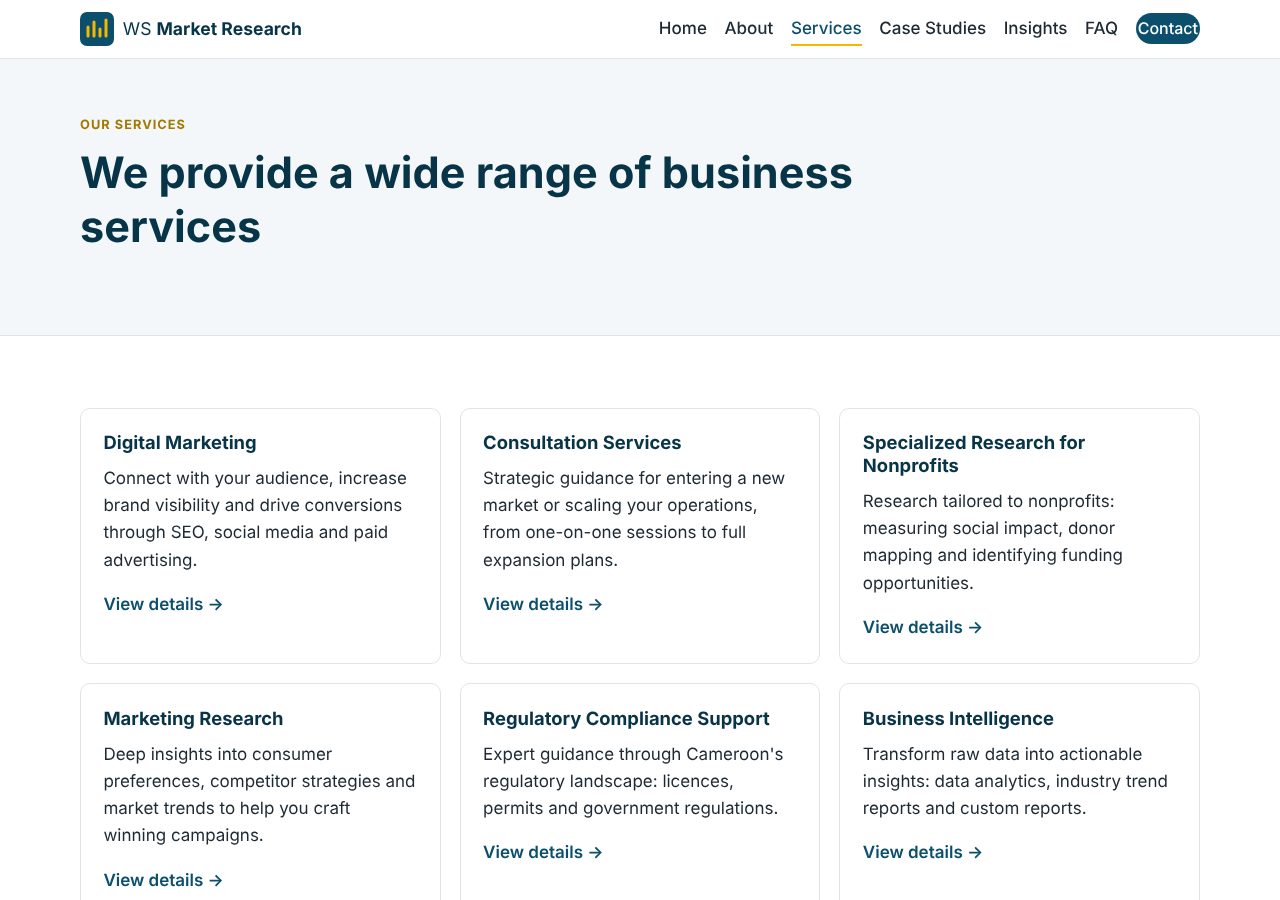 WS Market Research
Home About Services Case Studies Insights FAQ Contact
OUR SERVICES
We provide a wide range of business
services
Digital Marketing
Connect with your audience, increase
brand visibility and drive conversions
through SEO, social media and paid
advertising.
View details →
Consultation Services
Strategic guidance for entering a new
market or scaling your operations,
from one-on-one sessions to full
expansion plans.
View details →
Specialized Research for
Nonprofits
Research tailored to nonprofits:
measuring social impact, donor
mapping and identifying funding
opportunities.
View details →
Marketing Research
Deep insights into consumer
preferences, competitor strategies and
market trends to help you craft
winning campaigns.
View details →
Regulatory Compliance Support
Expert guidance through Cameroon's
regulatory landscape: licences,
permits and government regulations.
View details →
Business Intelligence
Transform raw data into actionable
insights: data analytics, industry trend
reports and custom reports.
View details →